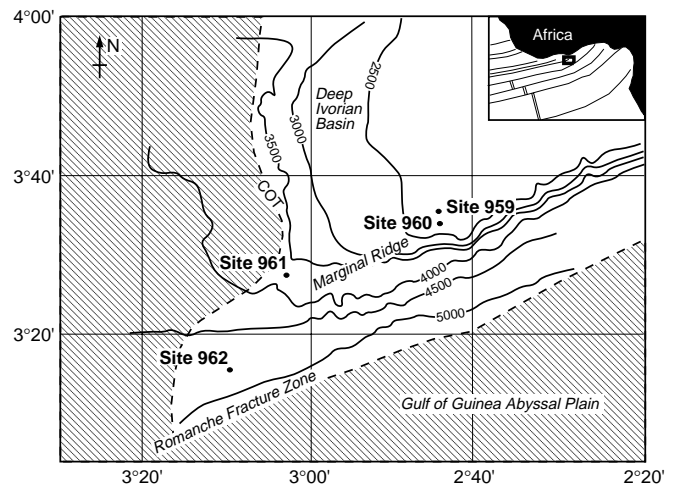 4°00'
N
Africa
Deep
Ivorian
Basin
2500
3000
3500
3°40'
COT
Site 959
Site 960
Site 961
Marginal Ridge
4000
4500
5000
3°20'
Site 962
Romanche Fracture Zone
Gulf of Guinea Abyssal Plain
3°20' 3°00' 2°40' 2°20'